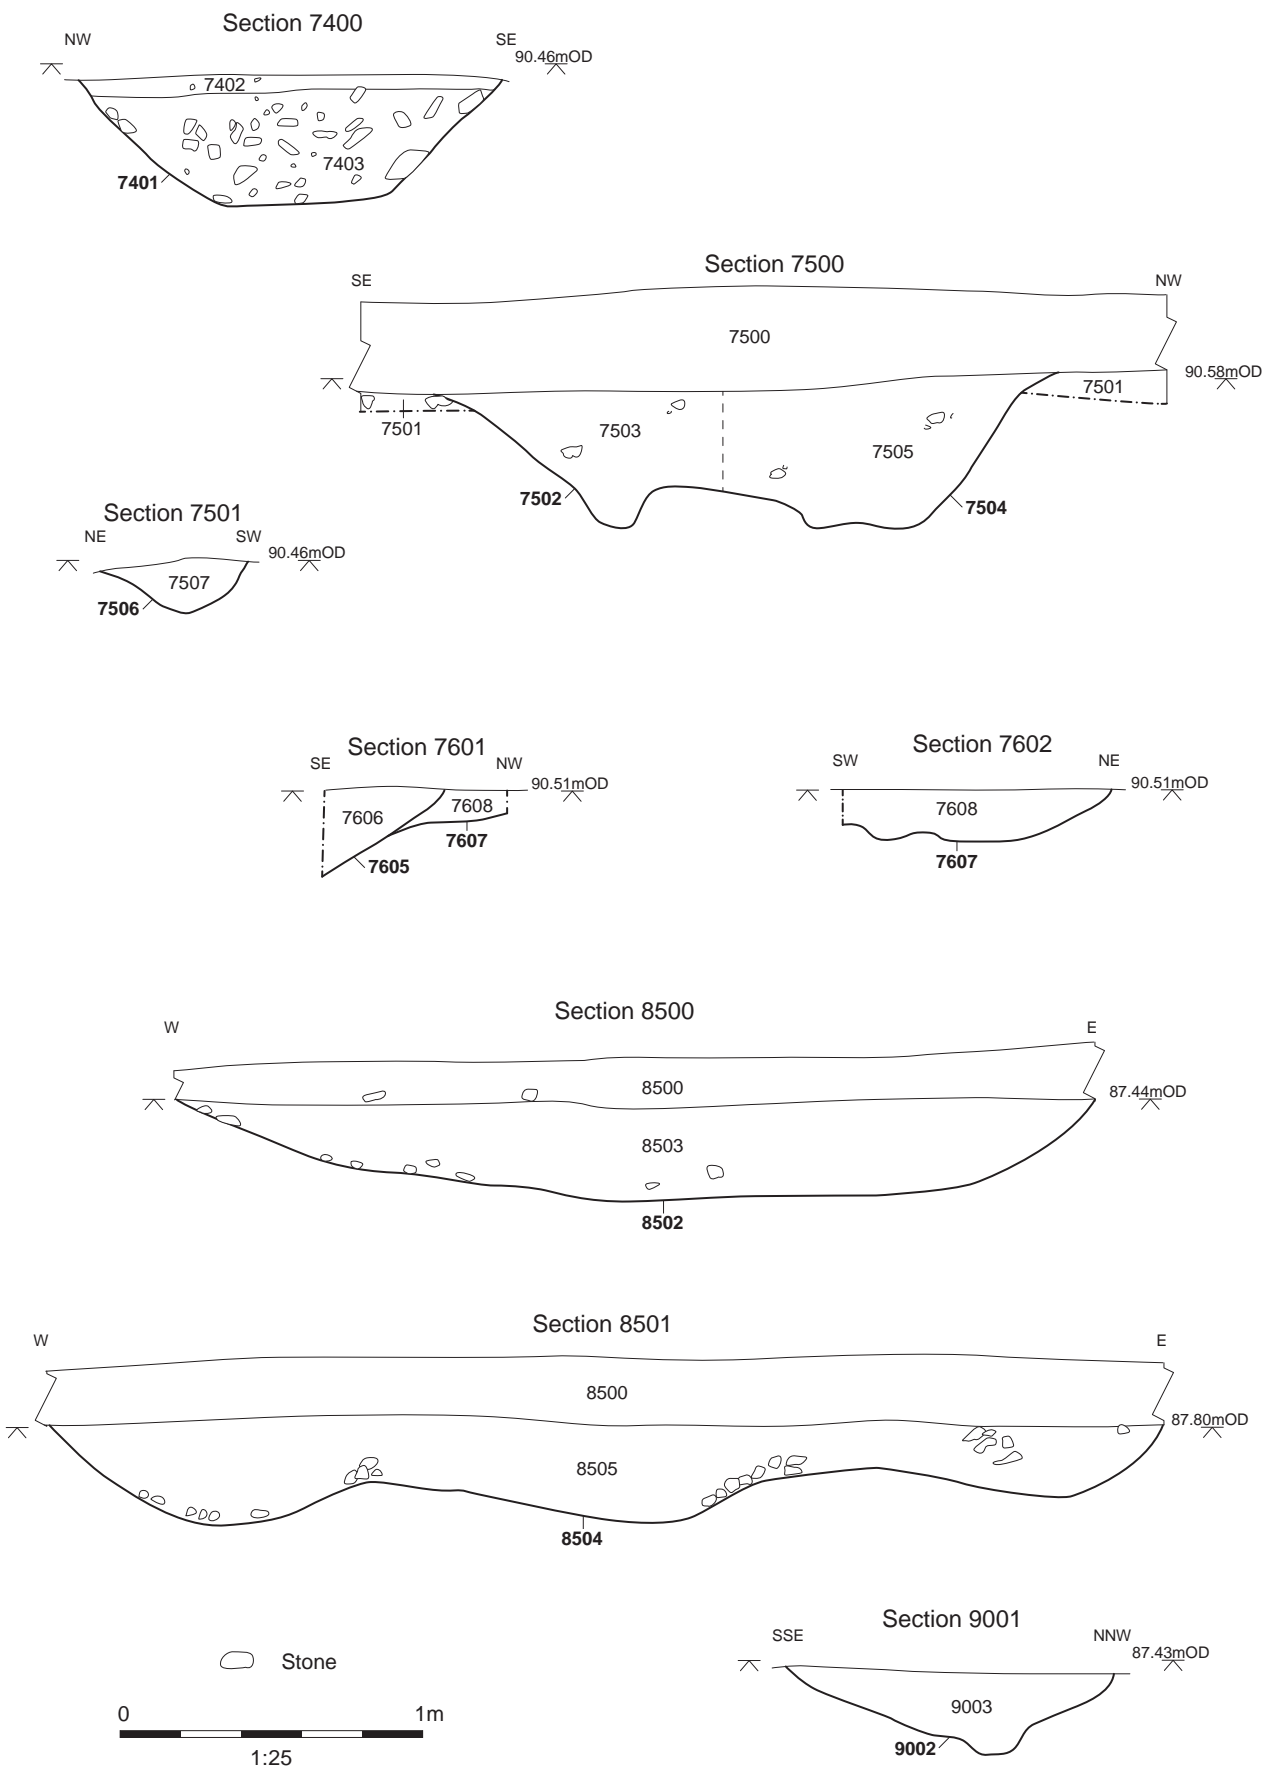 Section 7400
NW SE
90.46mOD
7402
7403
7401
Section 7500
SE NW
7500
90.58mOD
7501
7501
7503
7505
7502
7504
Section 7501
NE SW
90.46mOD
7507
7506
Section 7601
SE NW
90.51mOD
7606
7608
7607
7605
Section 7602
SW NE
90.51mOD
7608
7607
Section 8500
W E
8500
87.44mOD
8503
8502
Section 8501
W E
8500
87.80mOD
8505
8504
Section 9001
SSE NNW
87.43mOD
9003
9002
Stone
0 1m
1:25